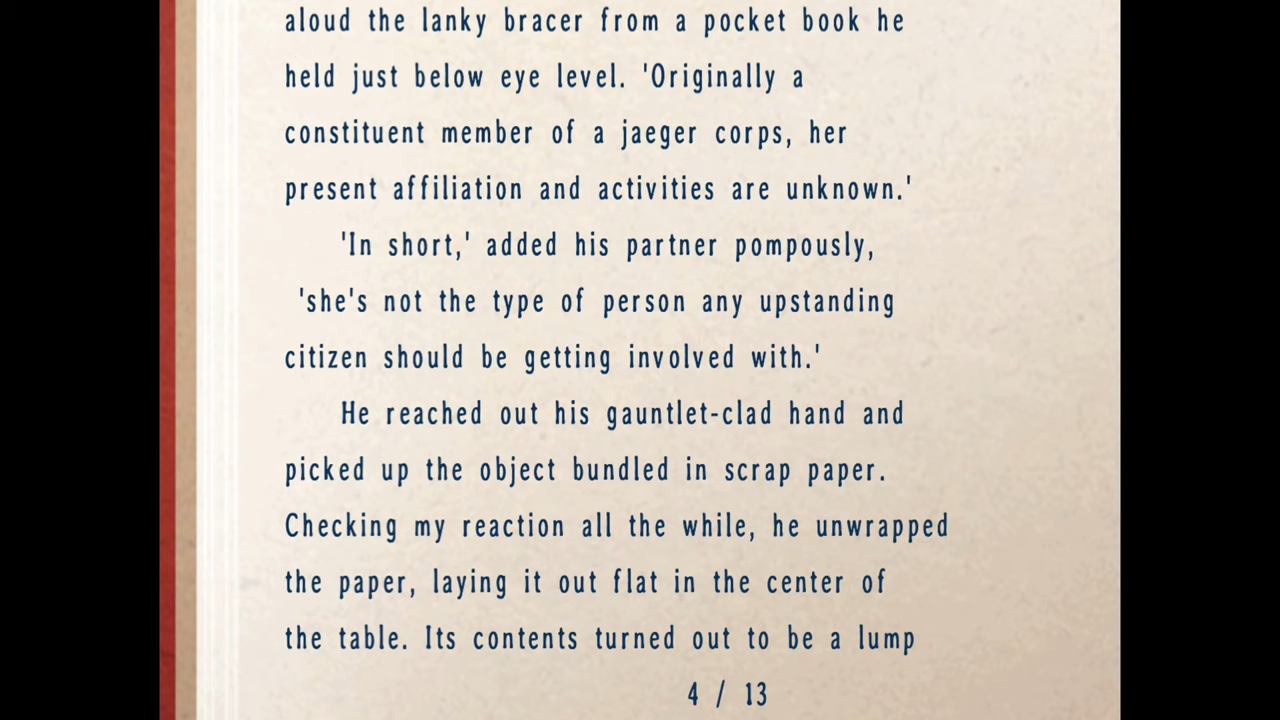 aloud the lanky bracer from a pocket book he
held just below eye level. 'Originally a
constituent member of a jaeger corps, her
present affiliation and activities are unknown.'
'In short,' added his partner pompously,
'she's not the type of person any upstanding
citizen should be getting involved with.'
He reached out his gauntlet-clad hand and
picked up the object bundled in scrap paper.
Checking my reaction all the while, he unwrapped
the paper, laying it out flat in the center of
the table. Its contents turned out to be a lump
4 / 13